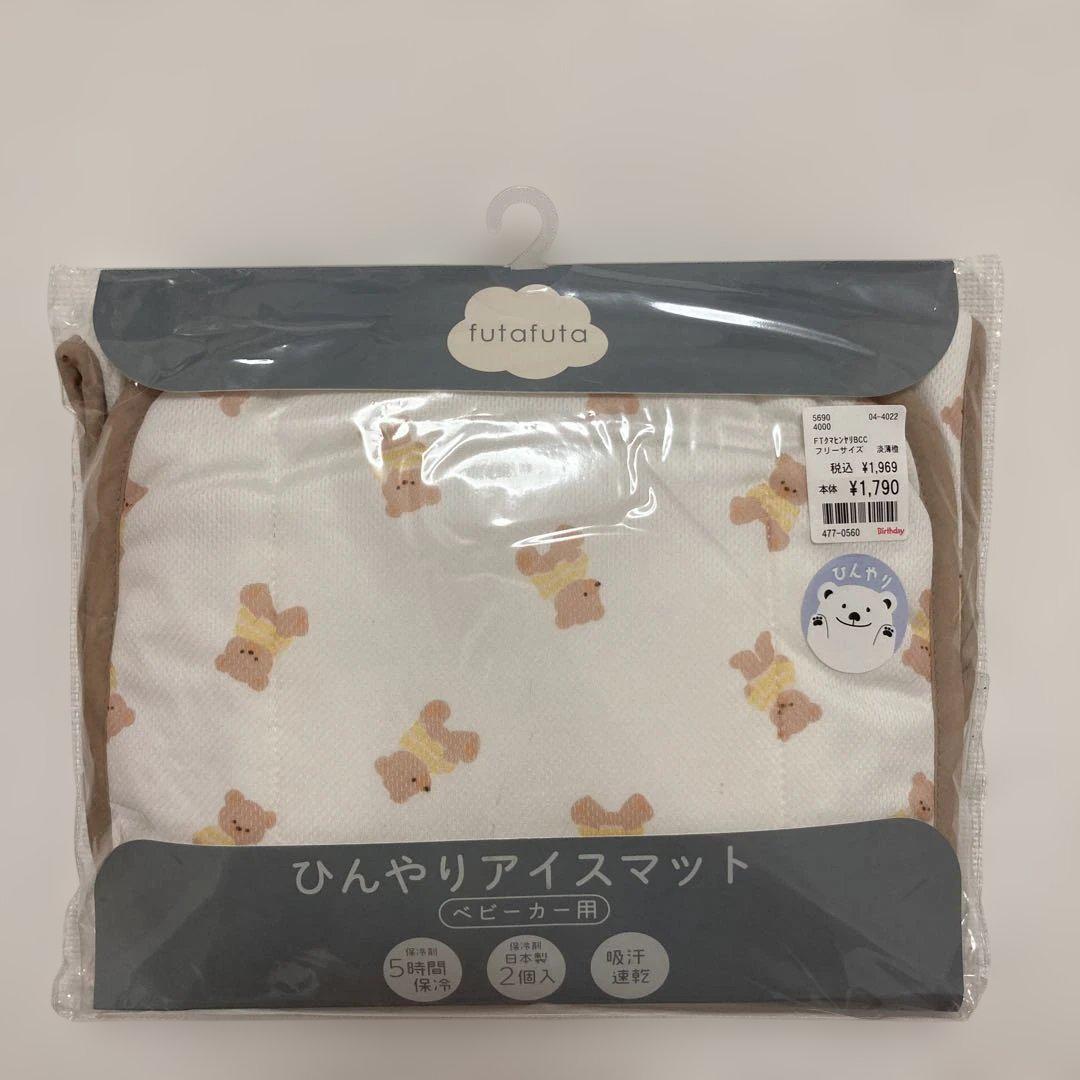 futafuta
5690 04-4022
4000
FTクマヒンヤリBCC
フリーサイズ 淡薄橙
税込 ¥1,969
本体 ¥1,790
477-0560 Birthday
ひんやり
ひんやりアイスマット
ベビーカー用
保冷剤
5時間
保冷
保冷剤
日本製
2個入
吸汗
速乾